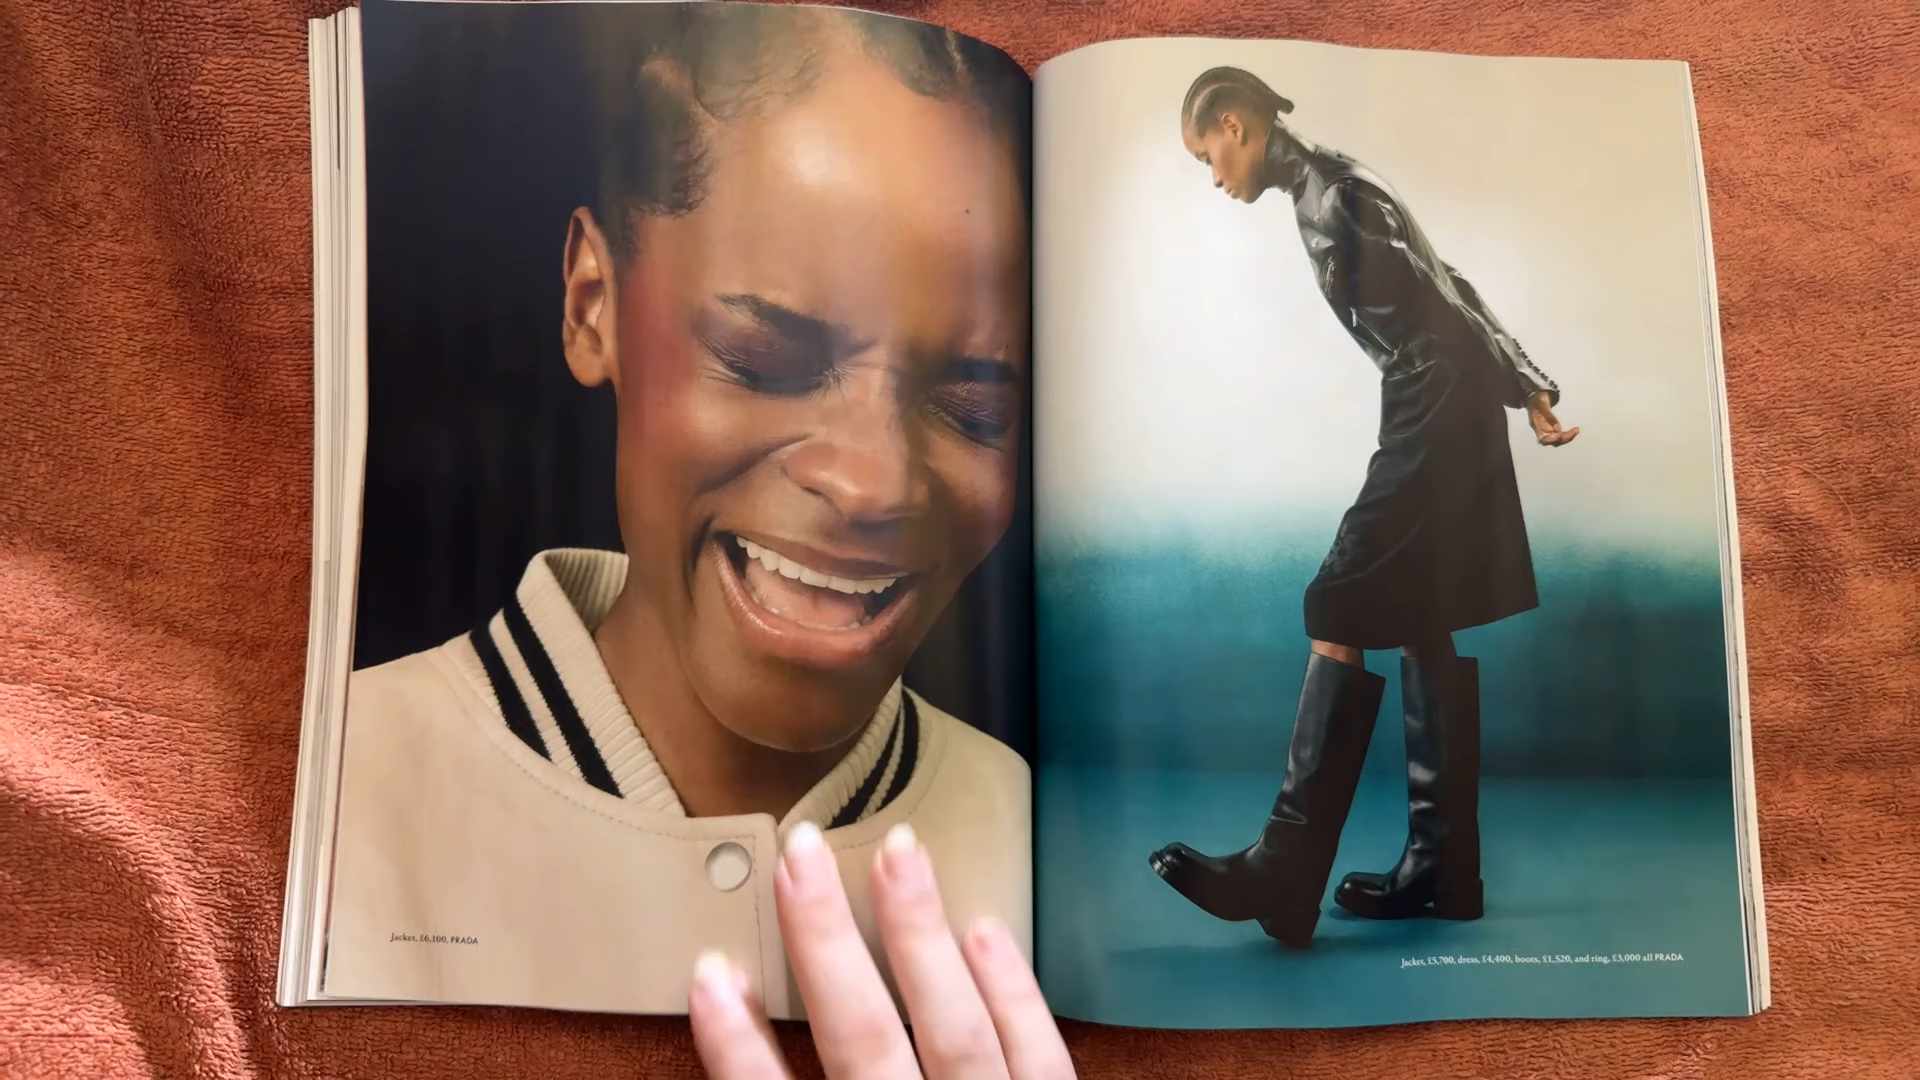 Jacket, £6,100, PRADA
Jacket, £5,700, dress, £4,400, boots, £1,520, and ring, £3,000 all PRADA